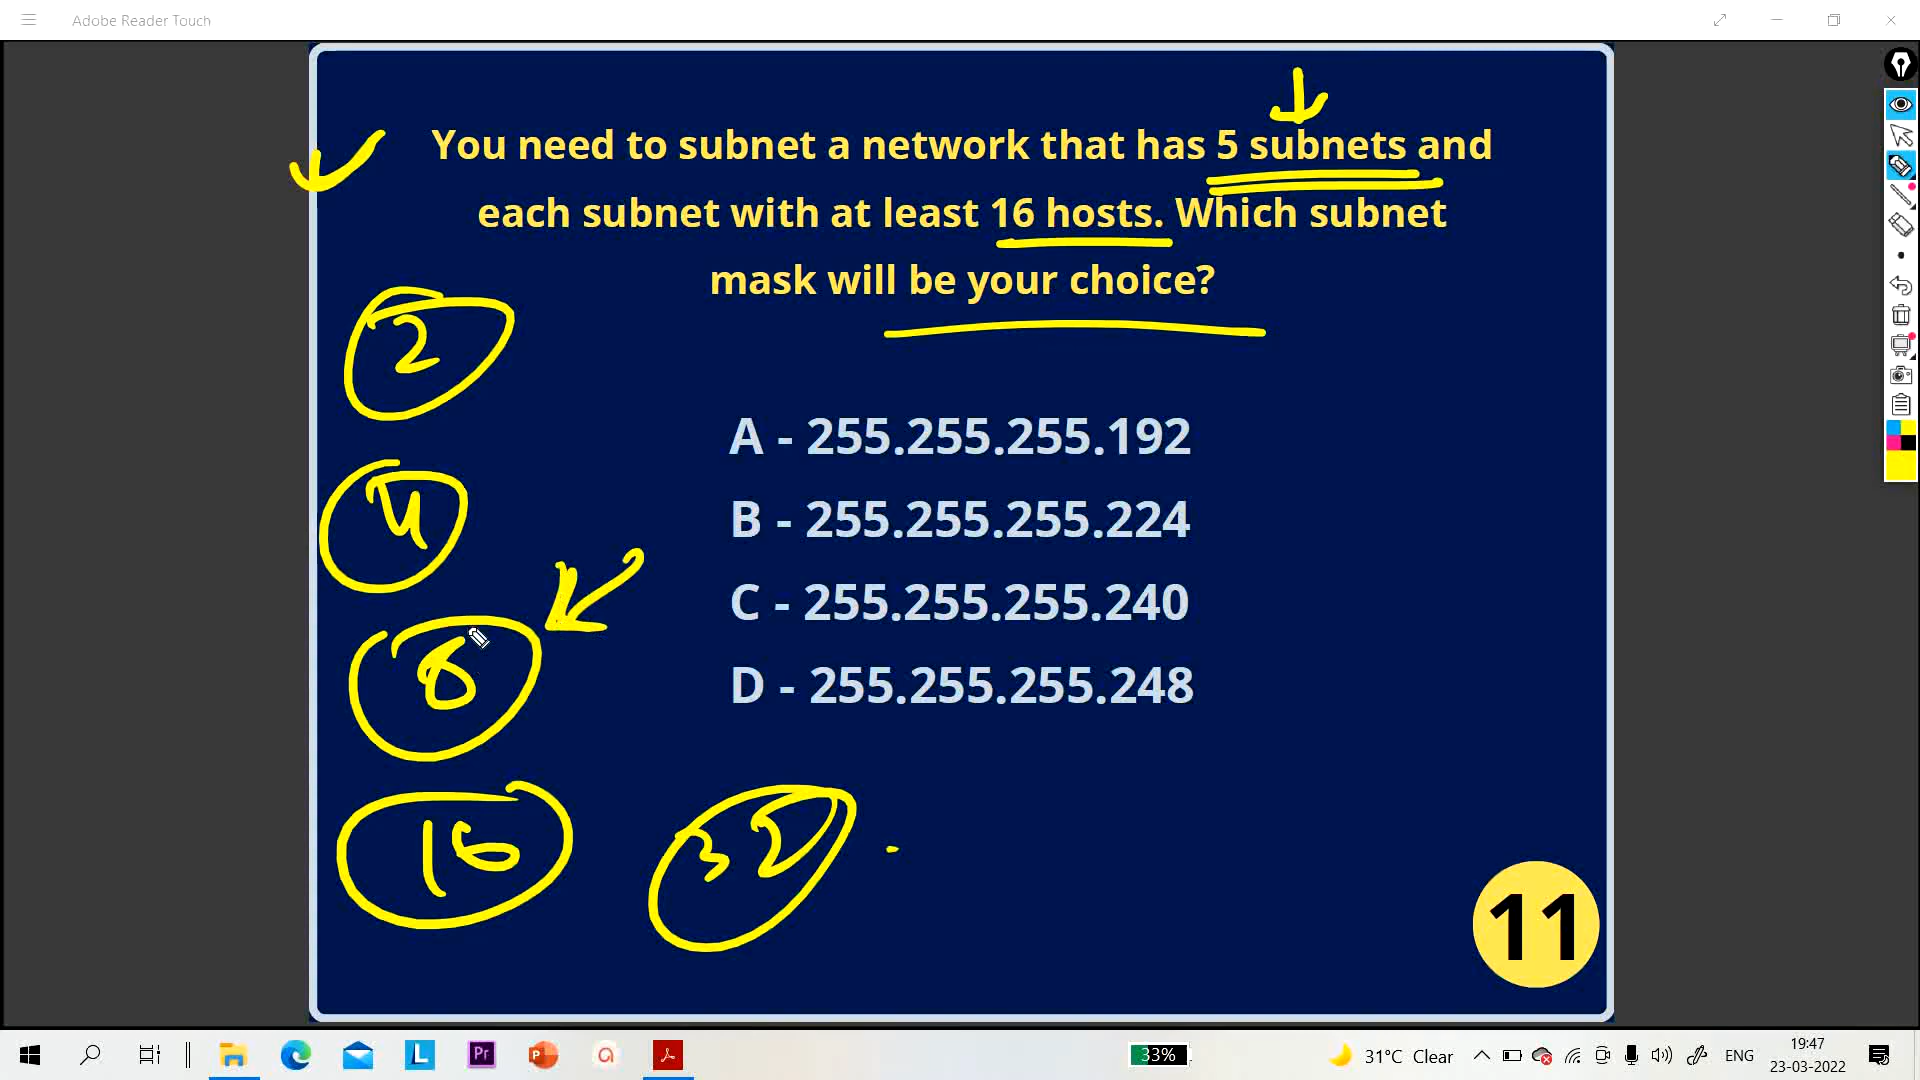 Adobe Reader Touch
You need to subnet a network that has 5 subnets and
each subnet with at least 16 hosts. Which subnet
mask will be your choice?
2
4
8
16
32
A - 255.255.255.192
B - 255.255.255.224
C - 255.255.255.240
D - 255.255.255.248
11
L
Pr
P
a
33%
31°C Clear
ENG
19:47
23-03-2022